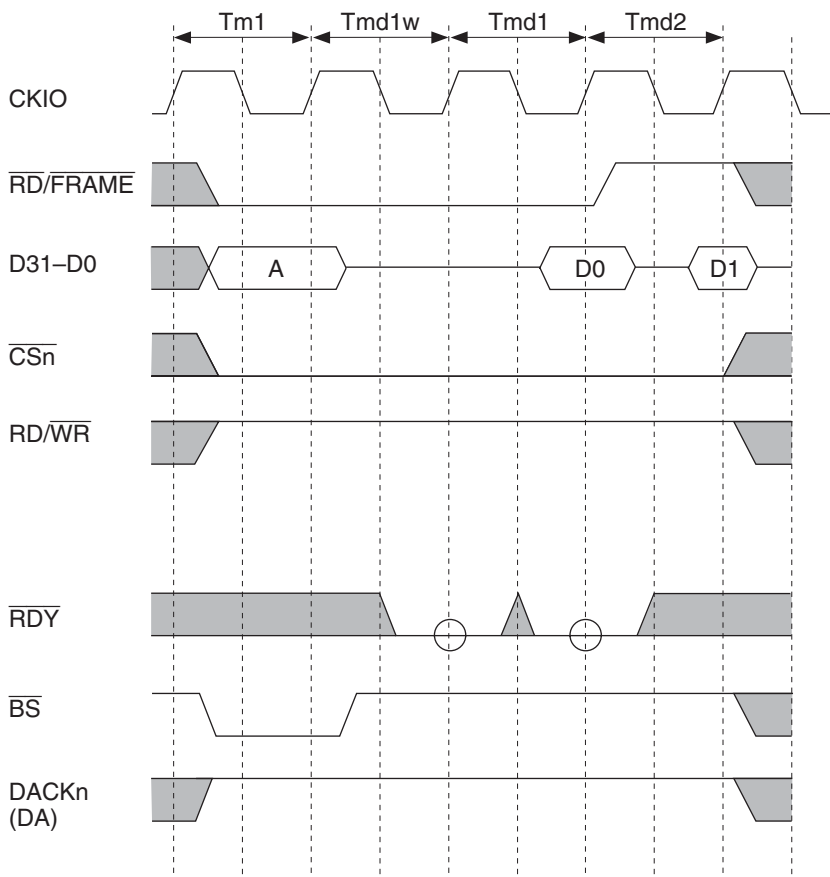 Tm1 Tmd1w Tmd1 Tmd2
CKIO
RD/FRAME
D31–D0 A D0 D1
CSn
RD/WR
RDY
BS
DACKn
(DA)